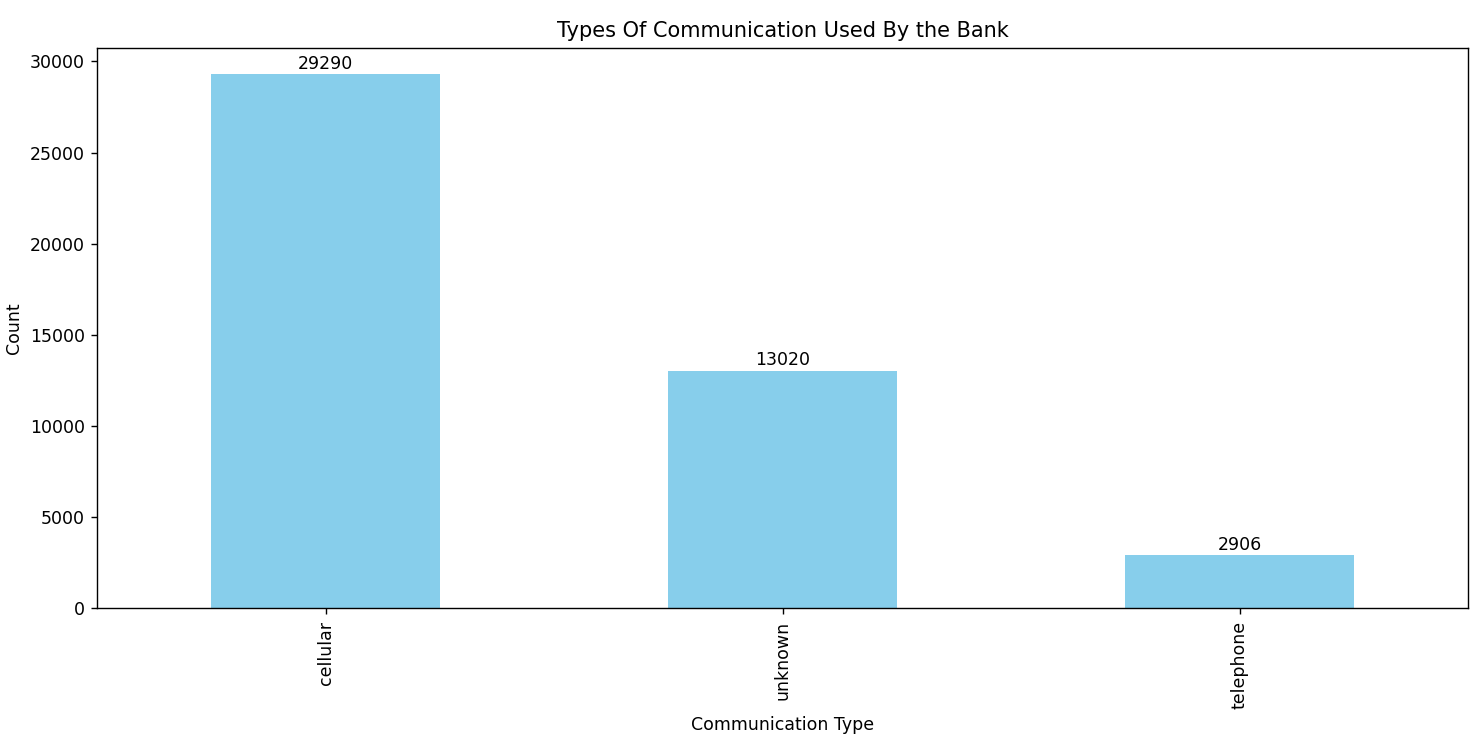 Types Of Communication Used By the Bank
30000
25000
20000
15000
10000
5000
0
Count
29290
13020
2906
cellular
unknown
telephone
Communication Type